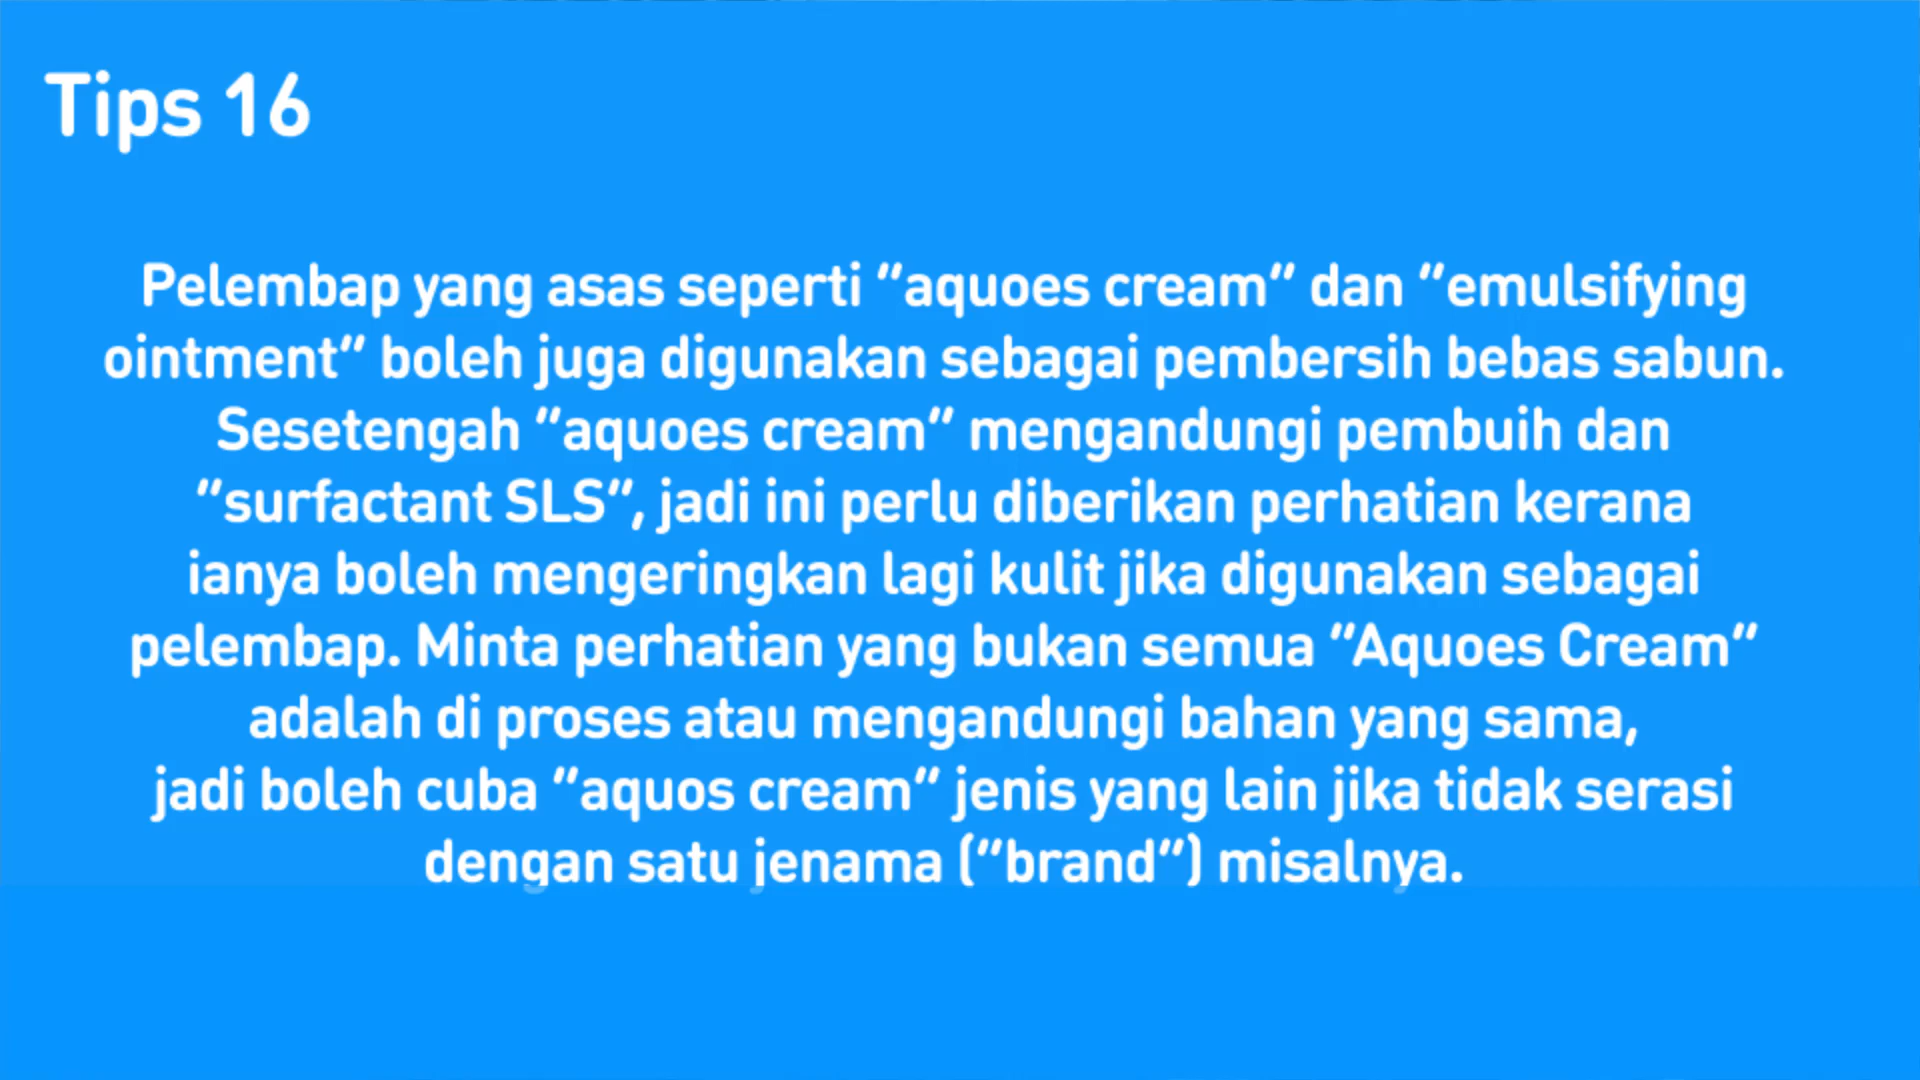 Tips 16
Pelembap yang asas seperti "aquoes cream" dan "emulsifying
ointment" boleh juga digunakan sebagai pembersih bebas sabun.
Sesetengah "aquoes cream" mengandungi pembuih dan
"surfactant SLS", jadi ini perlu diberikan perhatian kerana
ianya boleh mengeringkan lagi kulit jika digunakan sebagai
pelembap. Minta perhatian yang bukan semua "Aquoes Cream"
adalah di proses atau mengandungi bahan yang sama,
jadi boleh cuba "aquos cream" jenis yang lain jika tidak serasi
dengan satu jenama ("brand") misalnya.